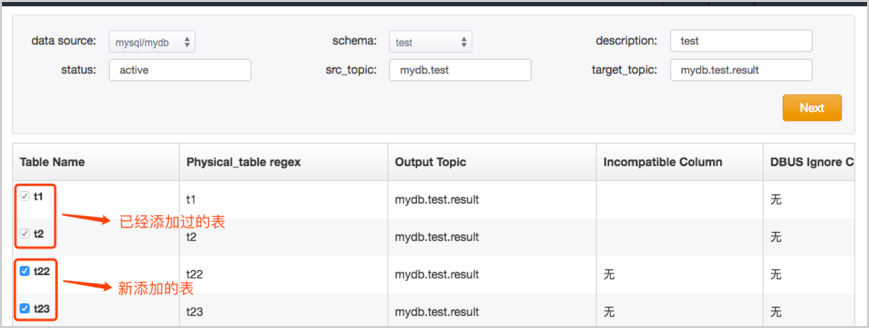 data source: mysql/mydb schema: test description: test
status: active src_topic: mydb.test target_topic: mydb.test.result
Next
Table Name Physical_table regex Output Topic Incompatible Column DBUS Ignore C
t1 t1 mydb.test.result 无
已经添加过的表
t2 t2 mydb.test.result 无
t22 t22 mydb.test.result 无 无
新添加的表
t23 t23 mydb.test.result 无 无